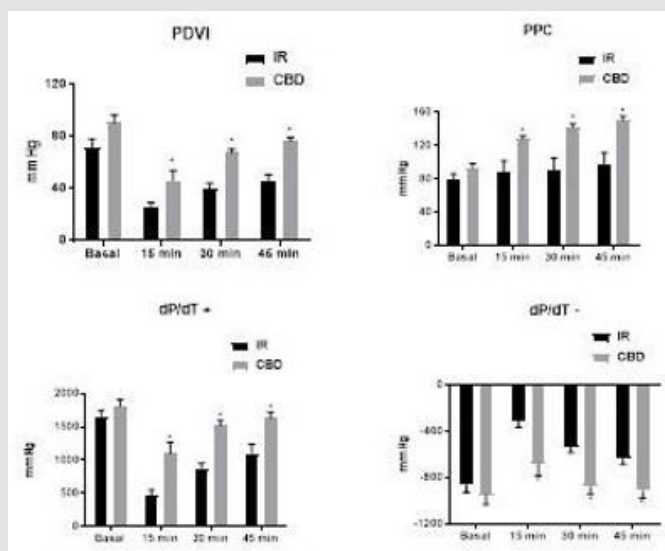 PDVI
IR
CBD
120
80
40
0
mm Hg
Basal 15 min 30 min 45 min
PPC
IR
CBD
160
120
80
40
0
mmHg
Basal 15 min 30 min 45 min
dP/dT +
IR
CBD
2000
1500
1000
500
0
mmHg
Basal 15 min 30 min 45 min
dP/dT -
IR
CBD
0
-400
-800
-1200
mmHg
Basal 15 min 30 min 45 min